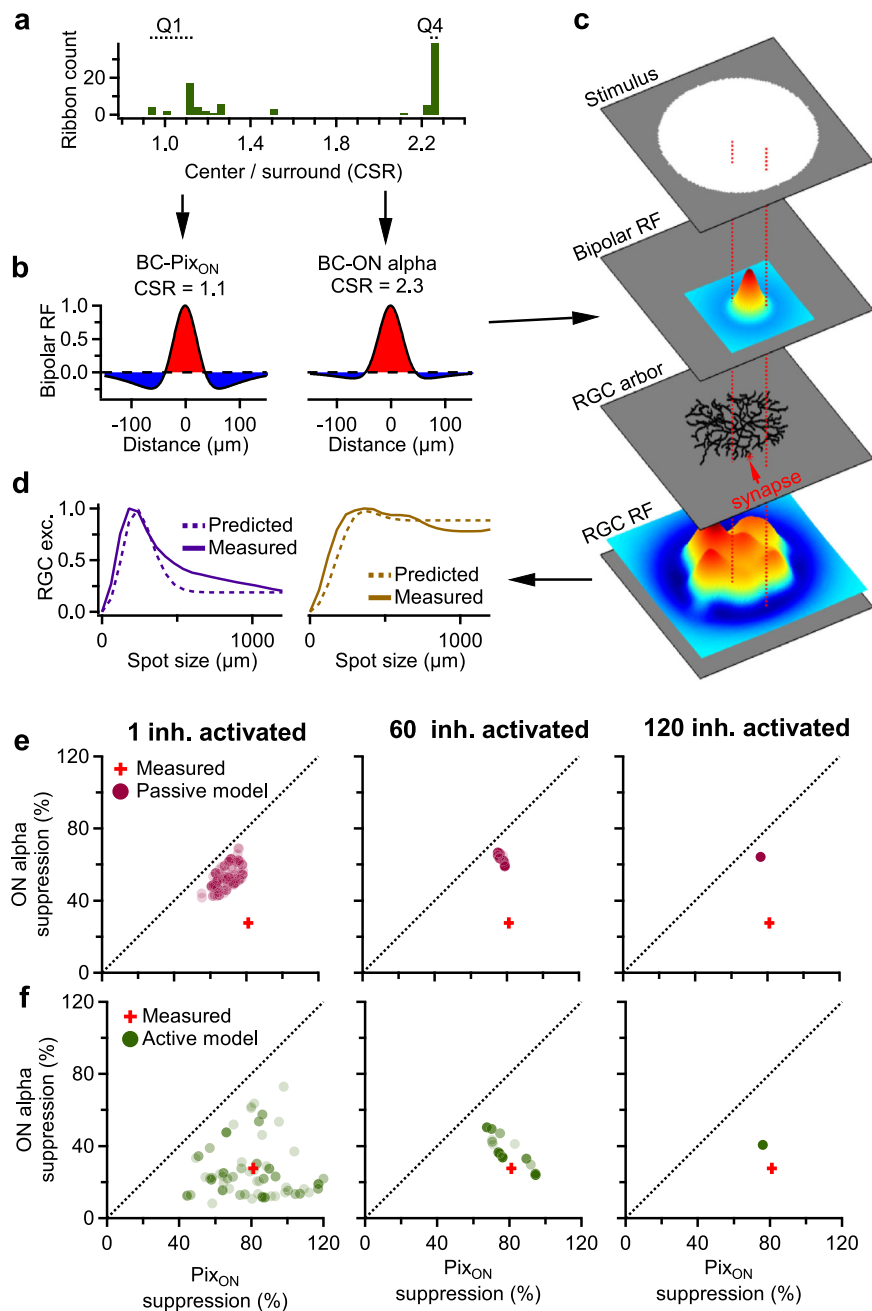 a
Q1
Q4
Ribbon count
20
0
1.0
1.4
1.8
2.2
Center / surround (CSR)
b
BC-PixON
CSR = 1.1
BC-ON alpha
CSR = 2.3
Bipolar RF
1.0
0.5
0.0
-100
0
100
Distance (µm)
-100
0
100
Distance (µm)
c
Stimulus
Bipolar RF
RGC arbor
synapse
RGC RF
d
RGC exc.
1.0
0.5
0.0
Predicted
Measured
0
1000
Spot size (µm)
Predicted
Measured
0
1000
Spot size (µm)
e
1 inh. activated
60 inh. activated
120 inh. activated
ON alpha
suppression (%)
120
80
40
0
Measured
Passive model
f
ON alpha
suppression (%)
120
80
40
0
Measured
Active model
0
40
80
120
PixON
suppression (%)
0
40
80
120
PixON
suppression (%)
0
40
80
120
PixON
suppression (%)